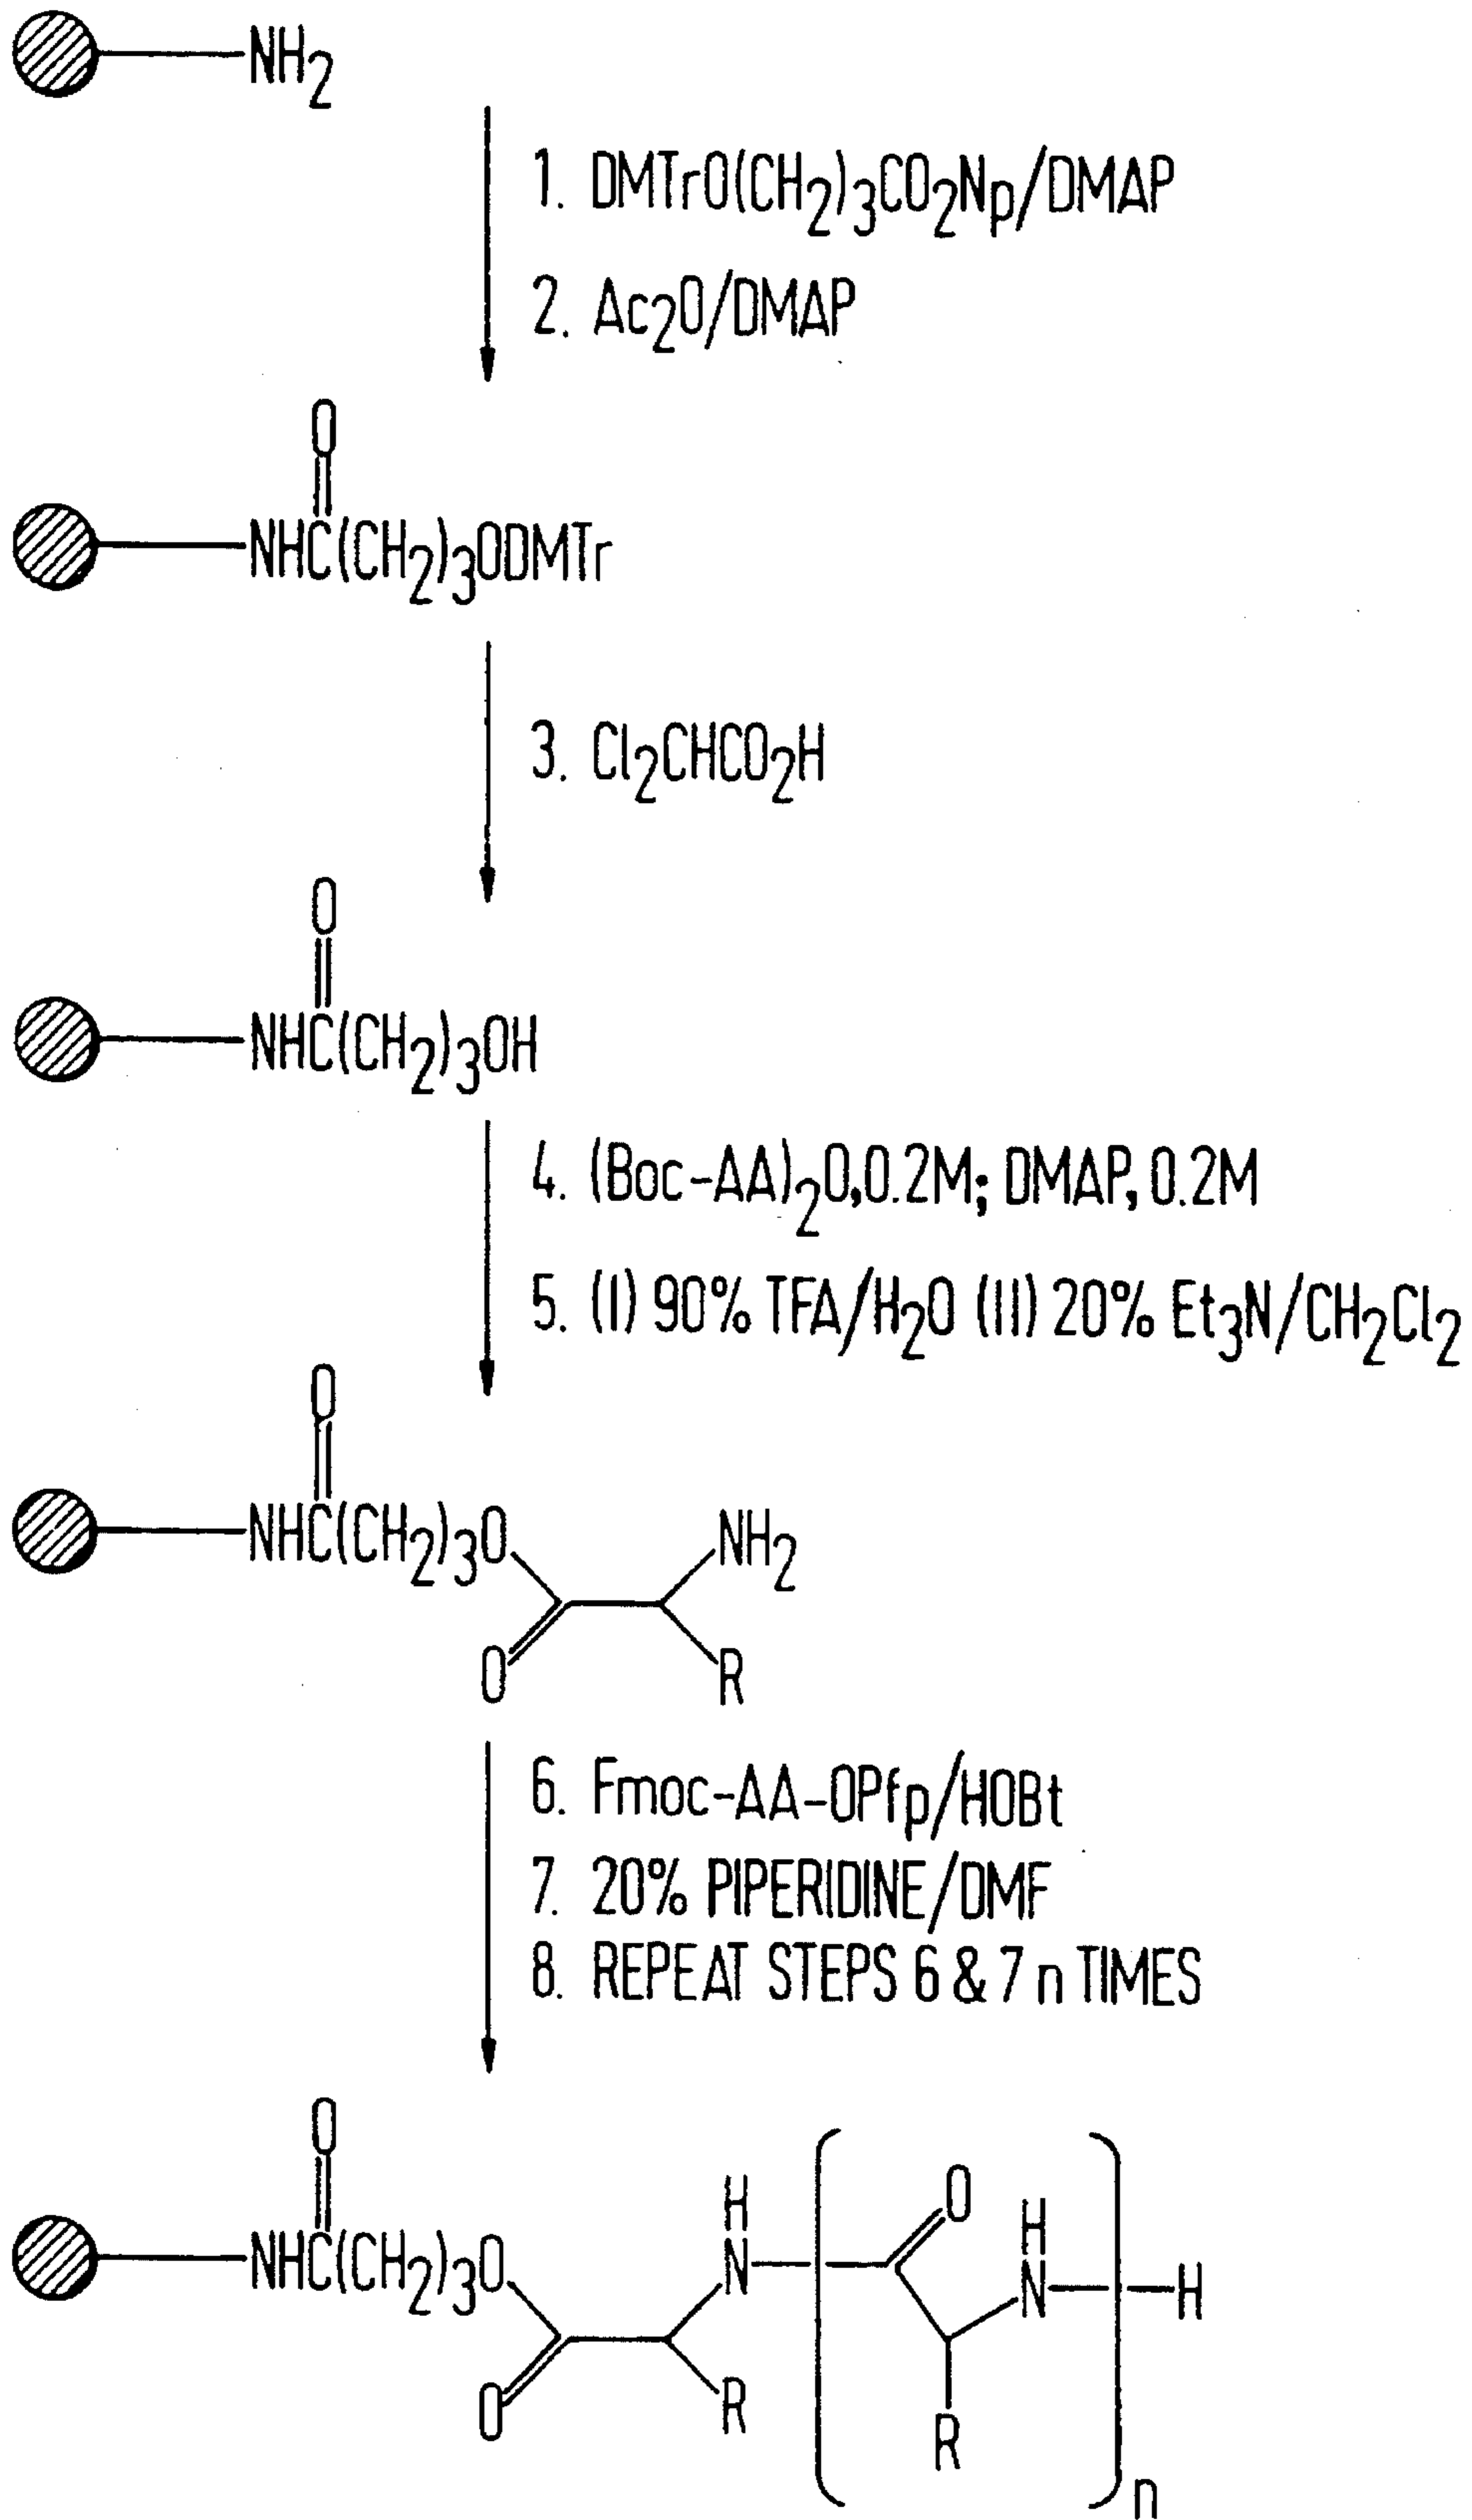 NH2
1. DMTrO(CH2)3CO2Np/DMAP
2. Ac2O/DMAP
O
NHC(CH2)3ODMTr
3. Cl2CHCO2H
O
NHC(CH2)3OH
4. (Boc-AA)2O,0.2M; DMAP, 0.2M
5. (I) 90% TFA/H2O (II) 20% Et3N/CH2Cl2
O
NHC(CH2)3O
NH2
O
R
6. Fmoc-AA-OPfp/HOBt
7. 20% PIPERIDINE/DMF
8. REPEAT STEPS 6 & 7 n TIMES
O
H
O
H
NHC(CH2)3O
N
N
H
O
R
R
n